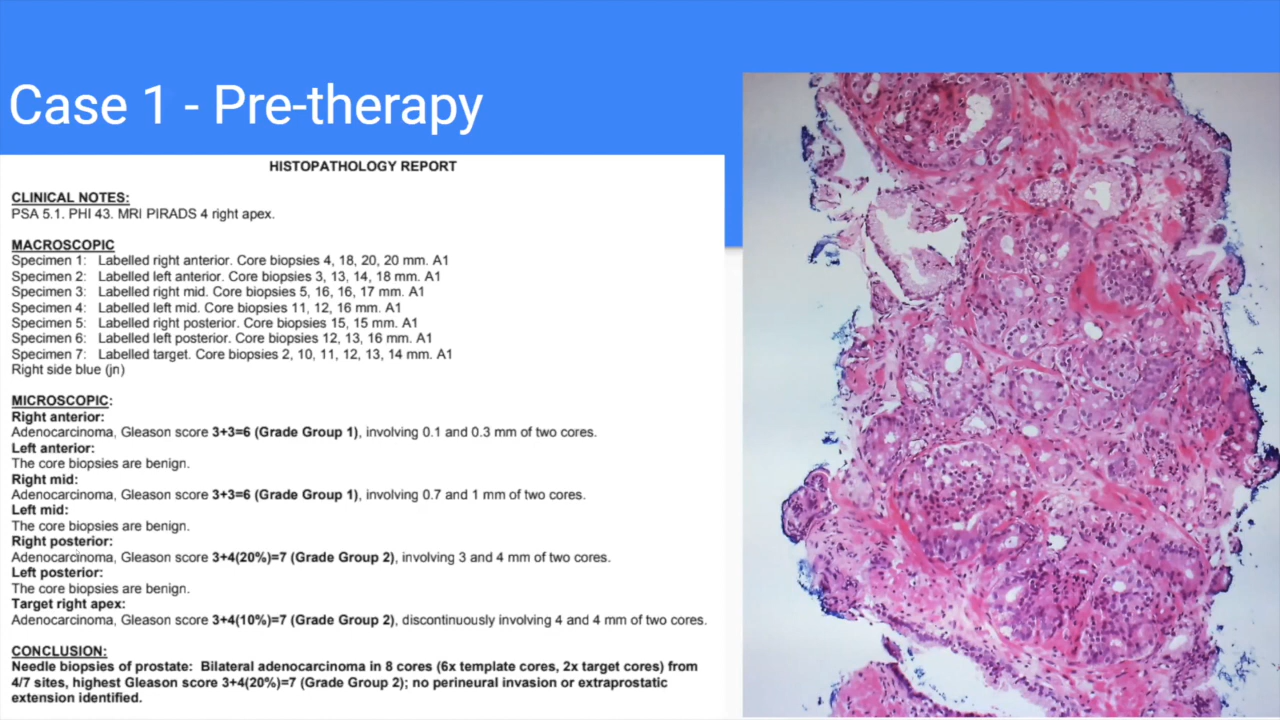 Case 1 - Pre-therapy
HISTOPATHOLOGY REPORT
CLINICAL NOTES:
PSA 5.1. PHI 43. MRI PIRADS 4 right apex.
MACROSCOPIC
Specimen 1: Labelled right anterior. Core biopsies 4, 18, 20, 20 mm. A1
Specimen 2: Labelled left anterior. Core biopsies 3, 13, 14, 18 mm. A1
Specimen 3: Labelled right mid. Core biopsies 5, 16, 16, 17 mm. A1
Specimen 4: Labelled left mid. Core biopsies 11, 12, 16 mm. A1
Specimen 5: Labelled right posterior. Core biopsies 15, 15 mm. A1
Specimen 6: Labelled left posterior. Core biopsies 12, 13, 16 mm. A1
Specimen 7: Labelled target. Core biopsies 2, 10, 11, 12, 13, 14 mm. A1
Right side blue (jn)
MICROSCOPIC:
Right anterior:
Adenocarcinoma, Gleason score 3+3=6 (Grade Group 1), involving 0.1 and 0.3 mm of two cores.
Left anterior:
The core biopsies are benign.
Right mid:
Adenocarcinoma, Gleason score 3+3=6 (Grade Group 1), involving 0.7 and 1 mm of two cores.
Left mid:
The core biopsies are benign.
Right posterior:
Adenocarcinoma, Gleason score 3+4(20%)=7 (Grade Group 2), involving 3 and 4 mm of two cores.
Left posterior:
The core biopsies are benign.
Target right apex:
Adenocarcinoma, Gleason score 3+4(10%)=7 (Grade Group 2), discontinuously involving 4 and 4 mm of two cores.
CONCLUSION:
Needle biopsies of prostate: Bilateral adenocarcinoma in 8 cores (6x template cores, 2x target cores) from
4/7 sites, highest Gleason score 3+4(20%)=7 (Grade Group 2); no perineural invasion or extraprostatic
extension identified.